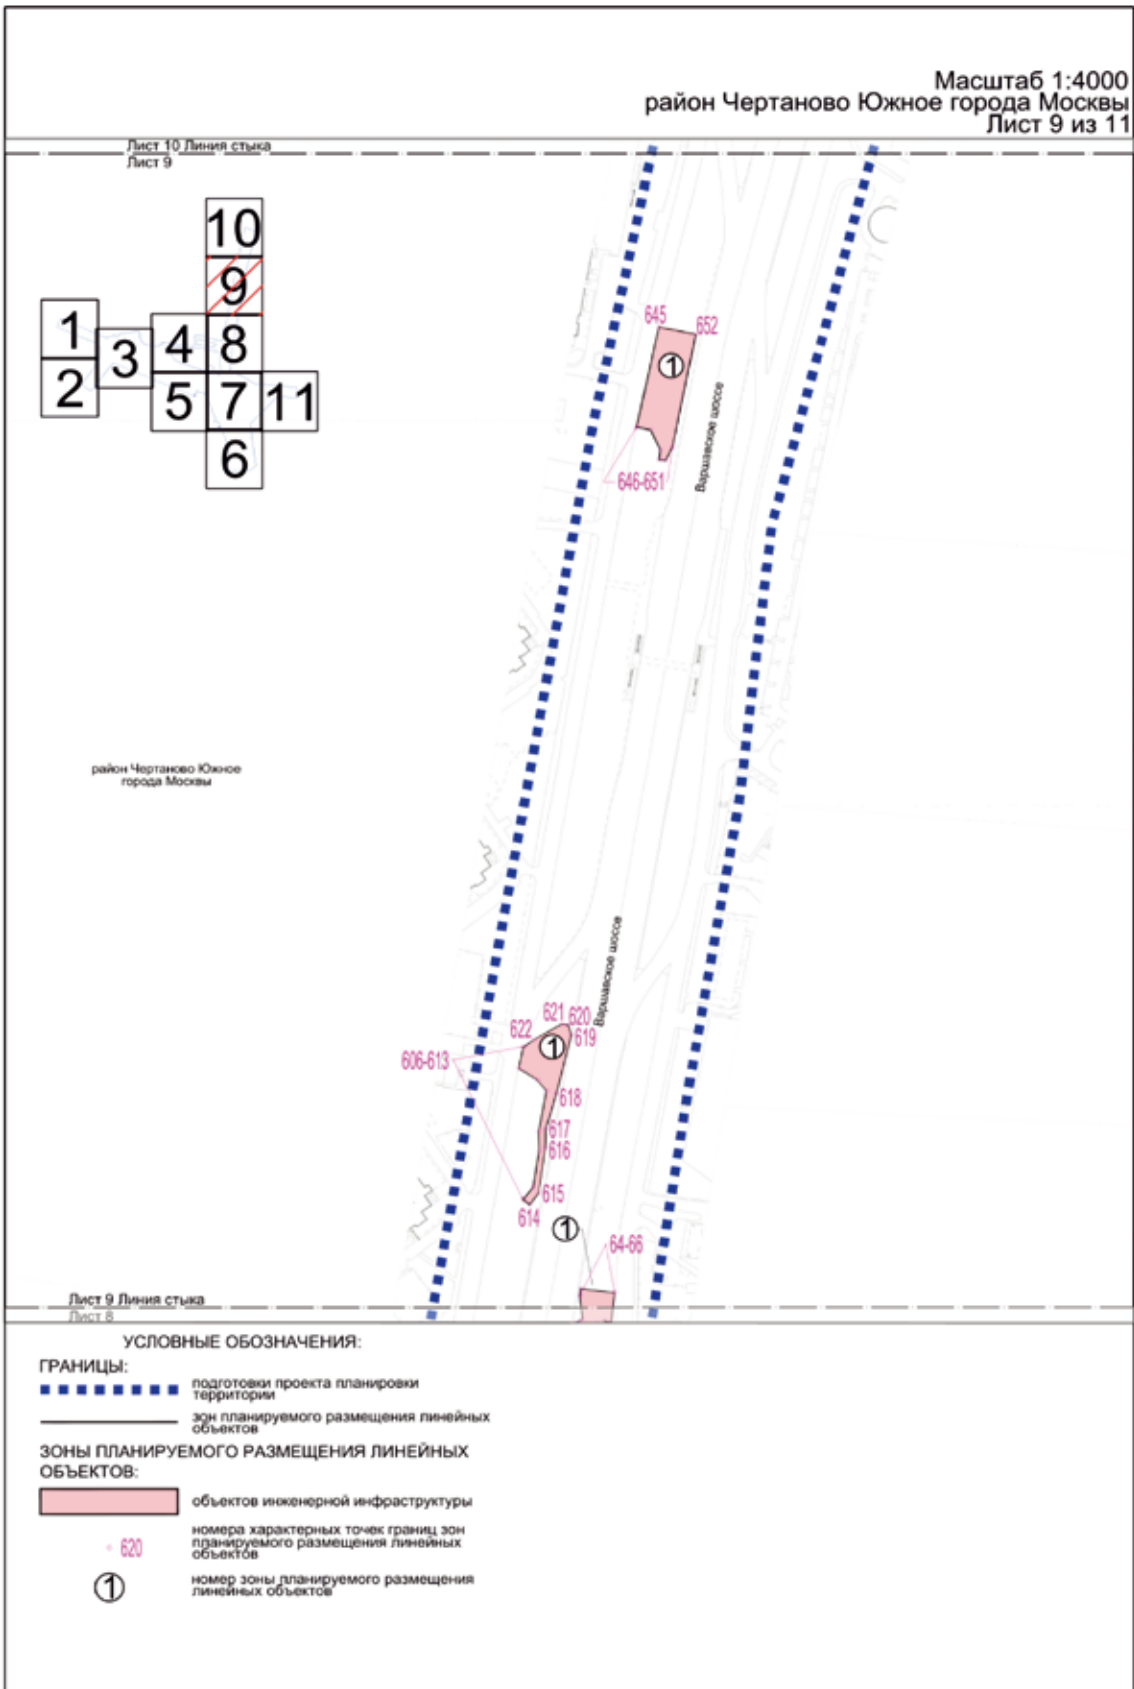 Масштаб 1:4000
район Чертаново Южное города Москвы
Лист 9 из 11
Лист 10 Линия стыка
Лист 9
10
9
1
4
8
3
2
5
7
11
6
645
652
1
Варшавское шоссе
646-651
район Чертаново Южное
города Москвы
Варшавское шоссе
621
620
622
619
1
606-613
618
617
616
615
614
1
64-66
Лист 9 Линия стыка
Лист 8
УСЛОВНЫЕ ОБОЗНАЧЕНИЯ:
ГРАНИЦЫ:
подготовки проекта планировки
территории
зон планируемого размещения линейных
объектов
ЗОНЫ ПЛАНИРУЕМОГО РАЗМЕЩЕНИЯ ЛИНЕЙНЫХ
ОБЪЕКТОВ:
объектов инженерной инфраструктуры
620
номера характерных точек границ зон
планируемого размещения линейных
объектов
1
номер зоны планируемого размещения
линейных объектов